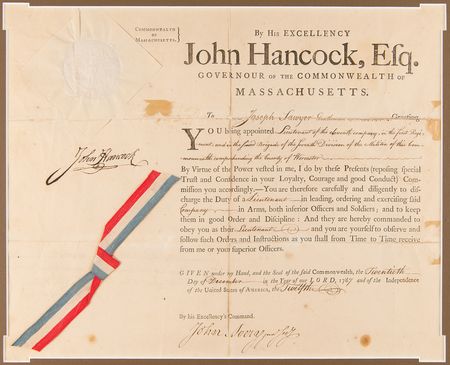 COMMONWEALTH
OF
MASSACHUSETTS.
By His EXCELLENCY
John Hancock, Esq.
GOVERNOUR OF THE COMMONWEALTH OF
MASSACHUSETTS.
To Joseph Sawyer Gentleman Greeting,
YOU being appointed Lieutenant of the seventh company, in the first Regi-
ment, and in the second Brigade of the seventh Division of the Militia of this Com-
monwealth comprehending the County of Worcester
By Virtue of the Power vested in me, I do by these Presents (reposing special
Trust and Confidence in your Loyalty, Courage and good Conduct) Com-
mission you accordingly.—You are therefore carefully and diligently to dis-
charge the Duty of a Lieutenant in leading, ordering and exercising said
Company in Arms, both inferior Officers and Soldiers; and to keep
them in good Order and Discipline: And they are hereby commanded to
obey you as their Lieutenant and you are yourself to observe and
follow such Orders and Instructions as you shall from Time to Time receive
from me or your superior Officers.
John Hancock
GIVEN under my Hand, and the Seal of the said Commonwealth, the Twentieth
Day of December in the Year of our LORD, 1787 and of the Independence
of the United States of AMERICA, the Twelfth
By his Excellency's Command.
John Avery jun Secy